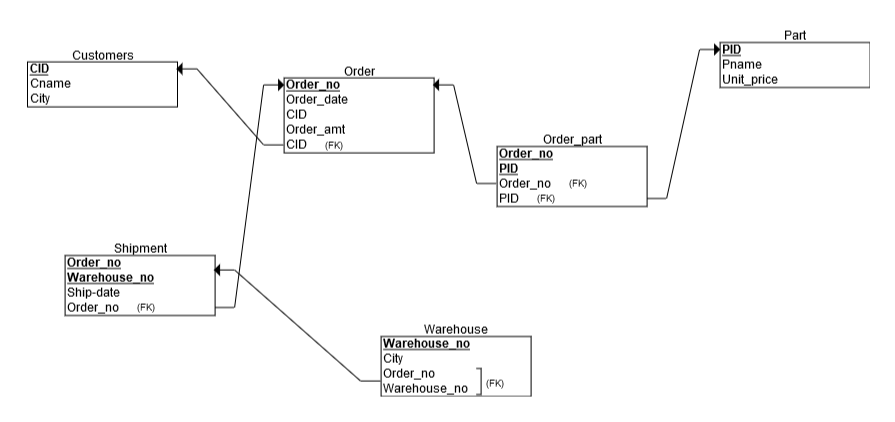 Customers
CID
Cname
City
Order
Order_no
Order_date
CID
Order_amt
CID (FK)
Part
PID
Pname
Unit_price
Order_part
Order_no
PID
Order_no (FK)
PID (FK)
Shipment
Order_no
Warehouse_no
Ship-date
Order_no (FK)
Warehouse
Warehouse_no
City
Order_no
Warehouse_no (FK)